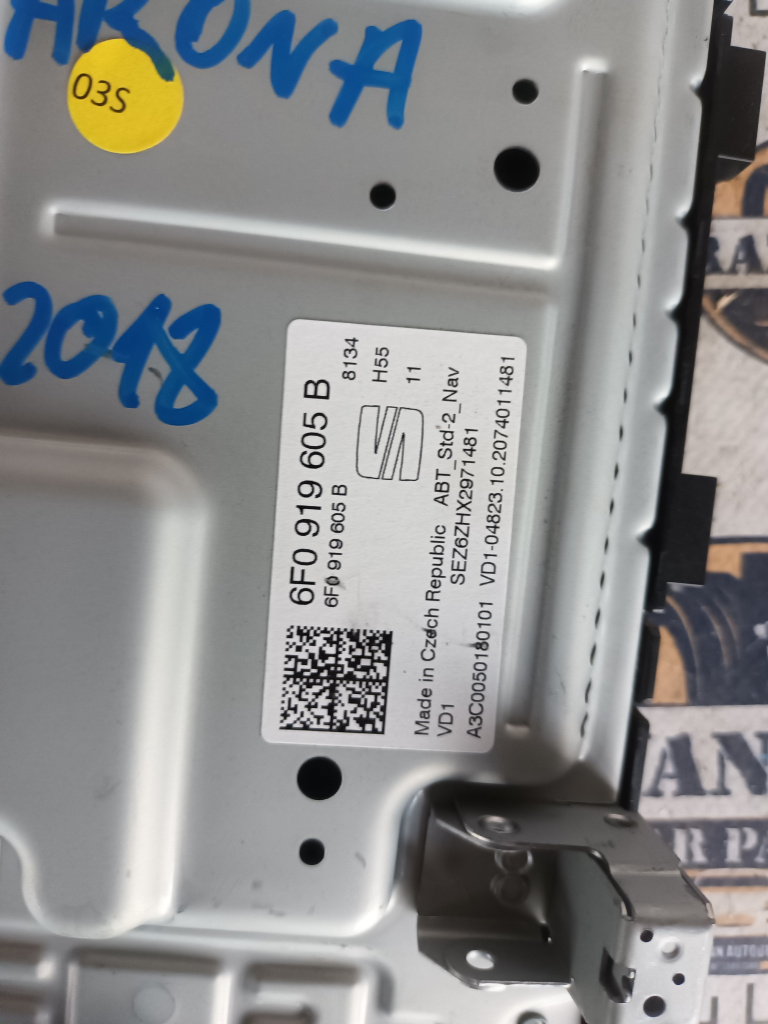 ARONA
03S
2018
6F0 919 605 B
6F0 919 605 B
8134
H55
11
Made in Czech Republic ABT_Std-2_Nav
VD1 SEZ6ZHX2971481
A3C0050180101 VD1-04823.10.2074011481